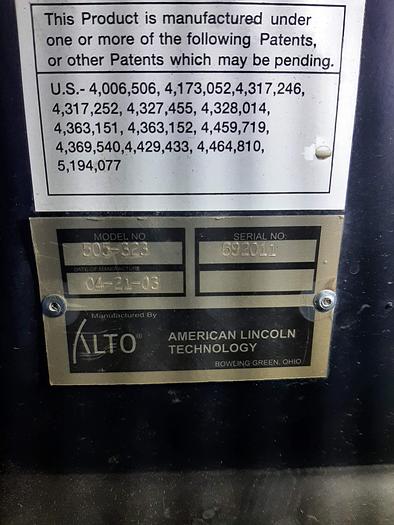 This Product is manufactured under
one or more of the following Patents,
or other Patents which may be pending.
U.S.- 4,006,506, 4,173,052,4,317,246,
4,317,252, 4,327,455, 4,328,014,
4,363,151, 4,363,152, 4,459,719,
4,369,540,4,429,433, 4,464,810,
5,194,077
MODEL NO
505-323
SERIAL NO:
692011
DATE OF MANUFACTURE
04-21-03
Manufactured By
ALTO
AMERICAN LINCOLN
TECHNOLOGY
BOWLING GREEN, OHIO